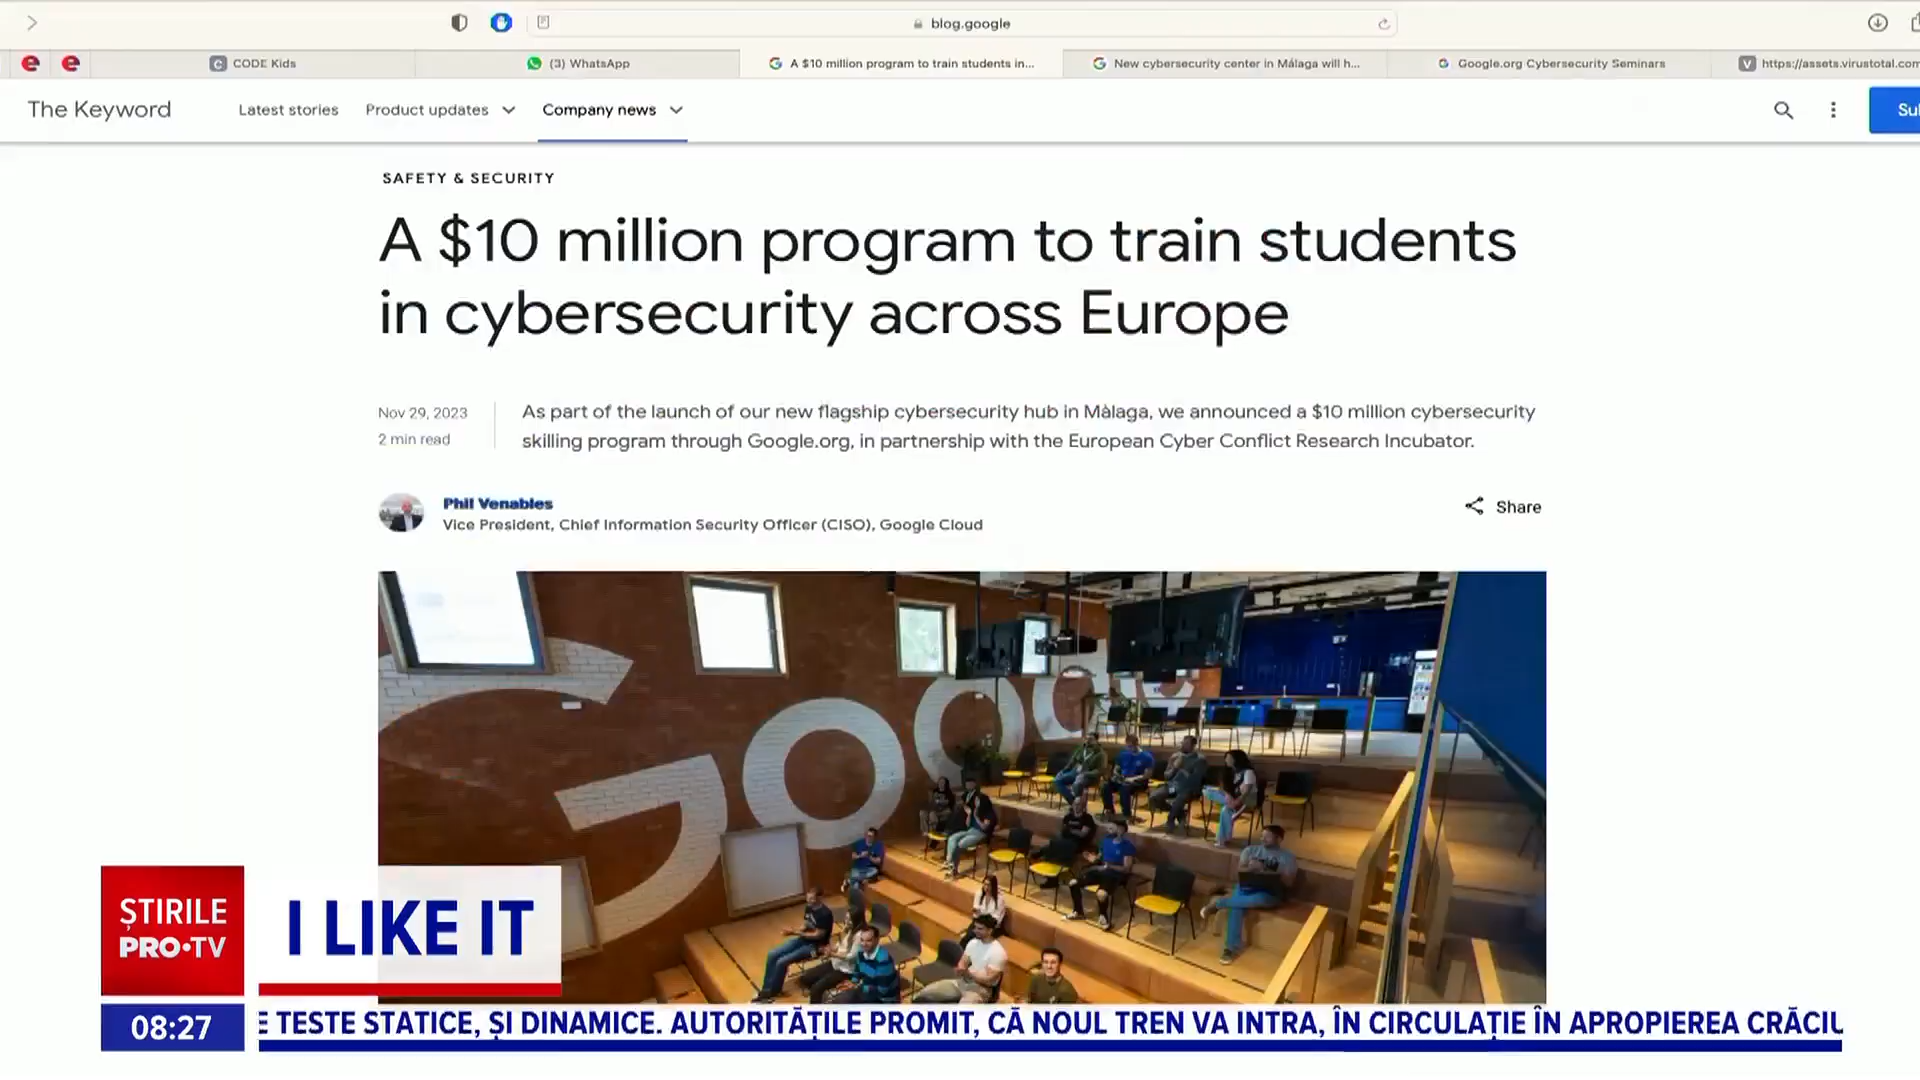 blog.google
CODE Kids
(3) WhatsApp
A $10 million program to train students in...
New cybersecurity center in Málaga will h...
Google.org Cybersecurity Seminars
https://assets.virustotal.com
The Keyword
Latest stories
Product updates
Company news
SAFETY & SECURITY
A $10 million program to train students
in cybersecurity across Europe
Nov 29, 2023
2 min read
As part of the launch of our new flagship cybersecurity hub in Màlaga, we announced a $10 million cybersecurity
skilling program through Google.org, in partnership with the European Cyber Conflict Research Incubator.
Phil Venables
Vice President, Chief Information Security Officer (CISO), Google Cloud
Share
Google
ȘTIRILE
PRO•TV
I LIKE IT
08:27
E TESTE STATICE, ȘI DINAMICE. AUTORITĂȚILE PROMIT, CĂ NOUL TREN VA INTRA, ÎN CIRCULAȚIE ÎN APROPIEREA CRĂCIU